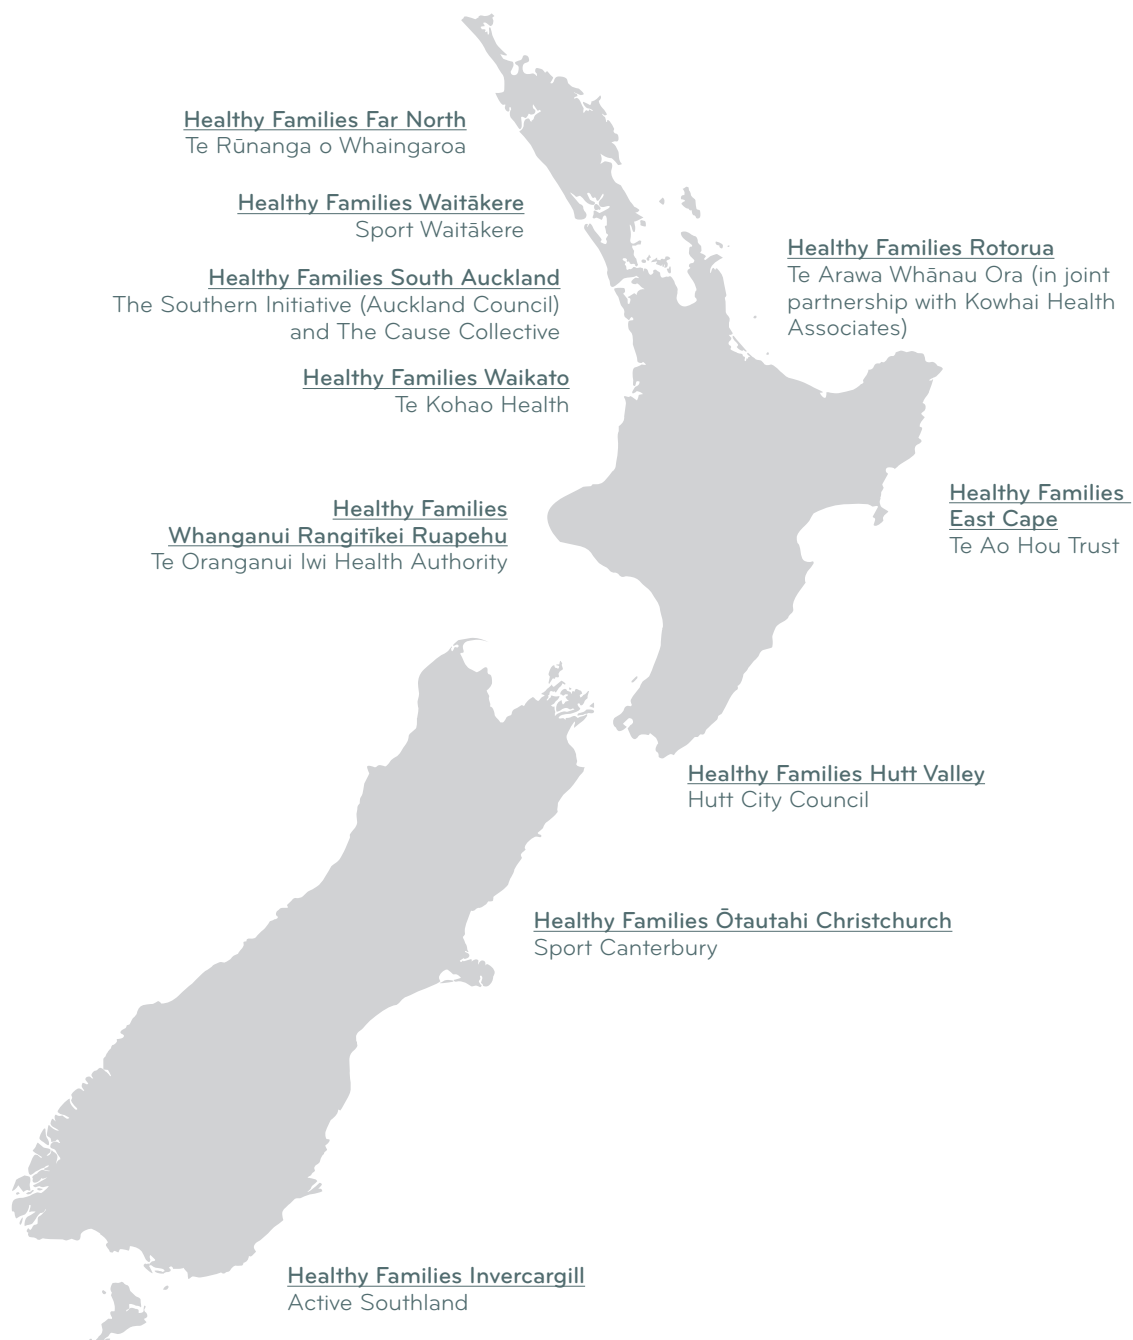 Healthy Families Far North
Te Rūnanga o Whaingaroa
Healthy Families Waitākere
Sport Waitākere
Healthy Families South Auckland
The Southern Initiative (Auckland Council)
and The Cause Collective
Healthy Families Waikato
Te Kohao Health
Healthy Families Rotorua
Te Arawa Whānau Ora (in joint
partnership with Kowhai Health
Associates)
Healthy Families
Whanganui Rangitīkei Ruapehu
Te Oranganui Iwi Health Authority
Healthy Families
East Cape
Te Ao Hou Trust
Healthy Families Hutt Valley
Hutt City Council
Healthy Families Ōtautahi Christchurch
Sport Canterbury
Healthy Families Invercargill
Active Southland